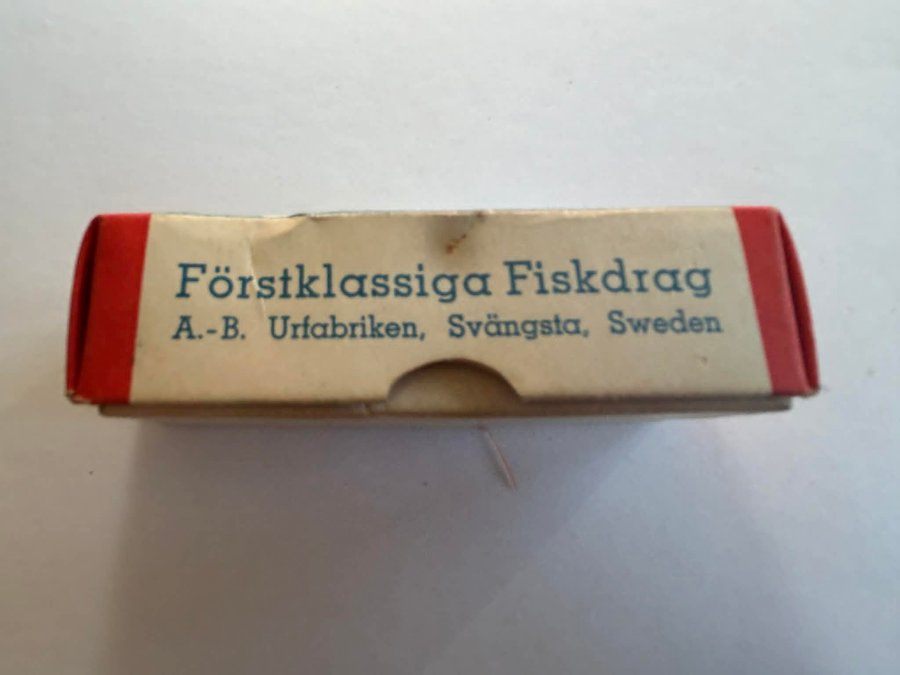 Förstklassiga Fiskdrag
A.-B. Urfabriken, Svängsta, Sweden